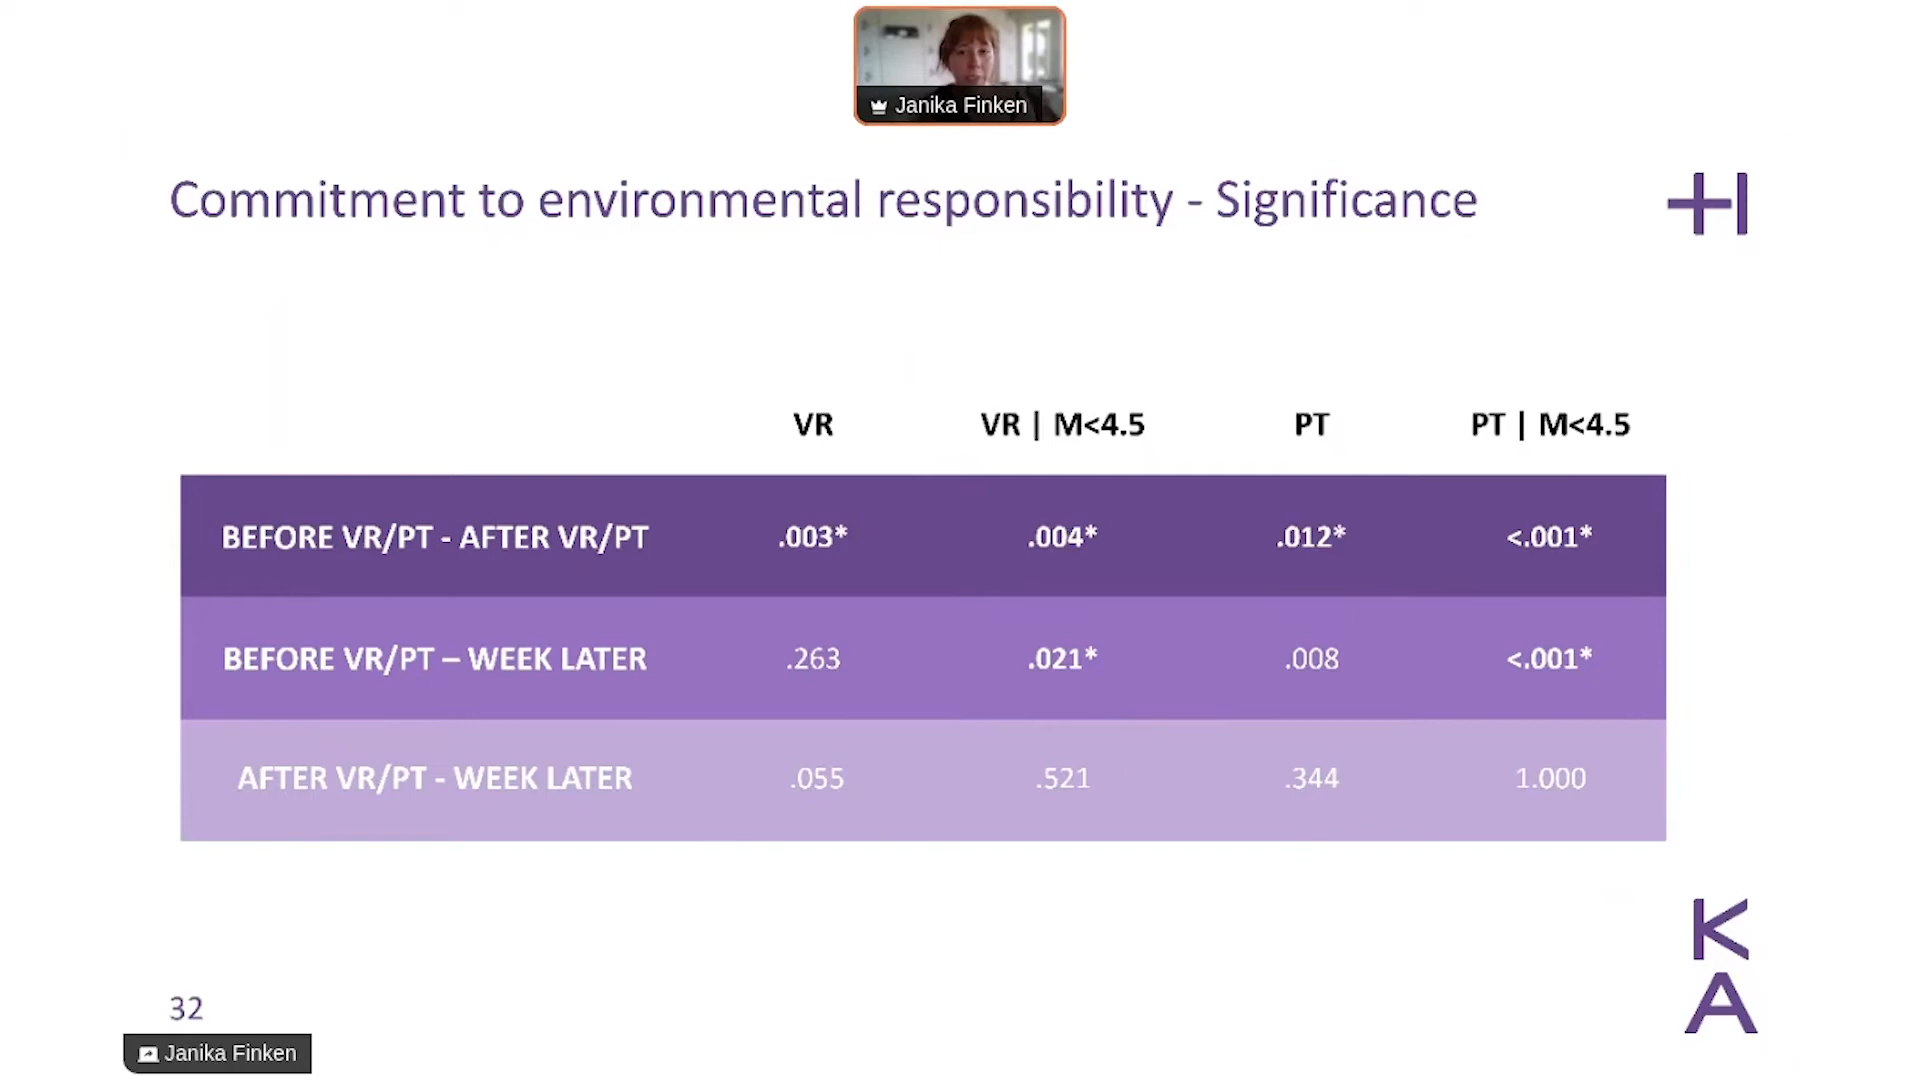 Janika Finken
Commitment to environmental responsibility - Significance
H
VR VR | M<4.5 PT PT | M<4.5
BEFORE VR/PT - AFTER VR/PT .003* .004* .012* <.001*
BEFORE VR/PT – WEEK LATER .263 .021* .008 <.001*
AFTER VR/PT - WEEK LATER .055 .521 .344 1.000
K
A
32
Janika Finken